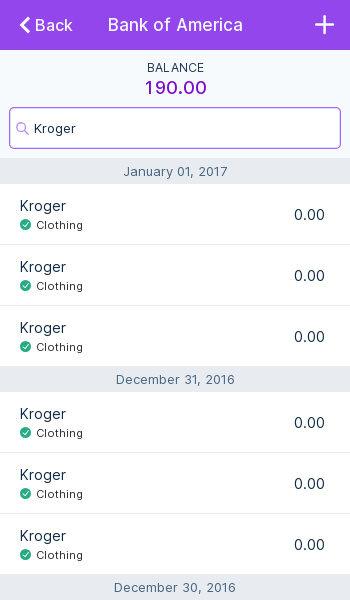 Back
Bank of America
BALANCE
190.00
Kroger
January 01, 2017
Kroger
0.00
Clothing
Kroger
0.00
Clothing
Kroger
0.00
Clothing
December 31, 2016
Kroger
0.00
Clothing
Kroger
0.00
Clothing
Kroger
0.00
Clothing
December 30, 2016